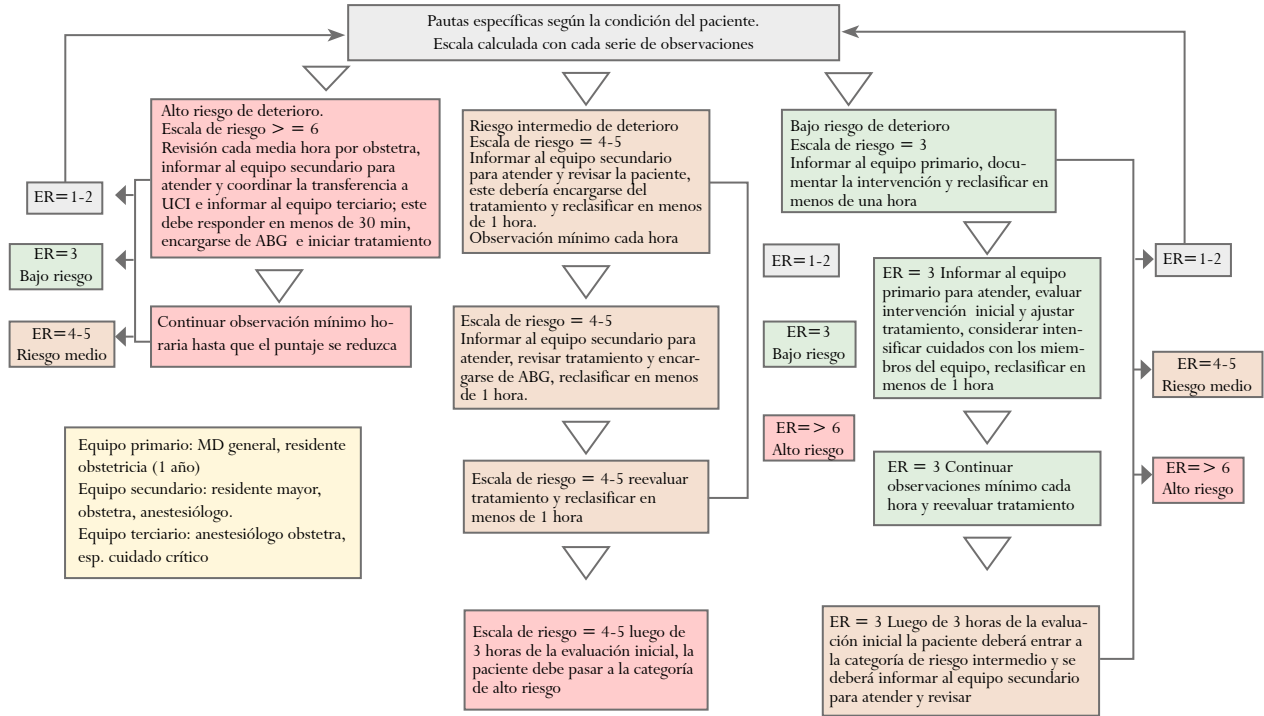 Pautas específicas según la condición del paciente.
Escala calculada con cada serie de observaciones
Alto riesgo de deterioro.
Escala de riesgo > = 6
Revisión cada media hora por obstetra,
informar al equipo secundario para
atender y coordinar la transferencia a
UCI e informar al equipo terciario; este
debe responder en menos de 30 min,
encargarse de ABG e iniciar tratamiento
ER=1-2
ER=3
Bajo riesgo
ER=4-5
Riesgo medio
Continuar observación mínimo ho-
raria hasta que el puntaje se reduzca
Equipo primario: MD general, residente
obstetricia (1 año)
Equipo secundario: residente mayor,
obstetra, anestesiólogo.
Equipo terciario: anestesiólogo obstetra,
esp. cuidado crítico
Riesgo intermedio de deterioro
Escala de riesgo = 4-5
Informar al equipo secundario
para atender y revisar la paciente,
este debería encargarse del
tratamiento y reclasificar en menos
de 1 hora.
Observación mínimo cada hora
Escala de riesgo = 4-5
Informar al equipo secundario para
atender, revisar tratamiento y encar-
garse de ABG, reclasificar en menos
de 1 hora.
Escala de riesgo = 4-5 reevaluar
tratamiento y reclasificar en
menos de 1 hora
Escala de riesgo = 4-5 luego de
3 horas de la evaluación inicial, la
paciente debe pasar a la categoría
de alto riesgo
ER=1-2
ER=3
Bajo riesgo
ER=> 6
Alto riesgo
Bajo riesgo de deterioro
Escala de riesgo = 3
Informar al equipo primario, docu-
mentar la intervención y reclasificar en
menos de una hora
ER = 3 Informar al equipo
primario para atender, evaluar
intervención inicial y ajustar
tratamiento, considerar inten-
sificar cuidados con los miem-
bros del equipo, reclasificar en
menos de 1 hora
ER = 3 Continuar
observaciones mínimo cada
hora y reevaluar tratamiento
ER = 3 Luego de 3 horas de la evalua-
ción inicial la paciente deberá entrar a
la categoría de riesgo intermedio y se
deberá informar al equipo secundario
para atender y revisar
ER=1-2
ER=4-5
Riesgo medio
ER=> 6
Alto riesgo